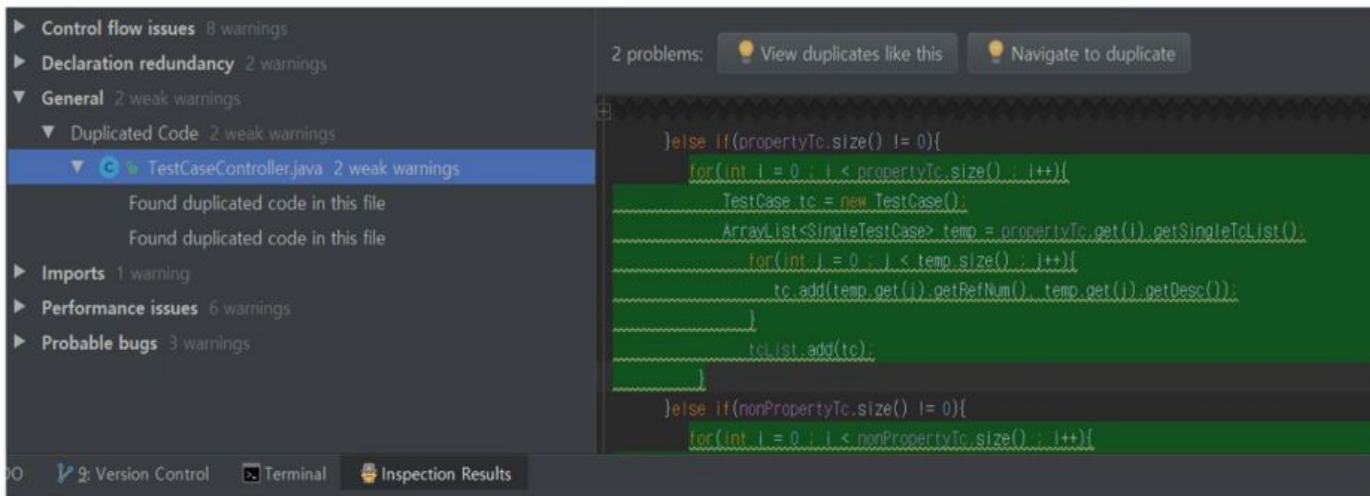 Control flow issues 8 warnings
Declaration redundancy 2 warnings
General 2 weak warnings
Duplicated Code 2 weak warnings
TestCaseController.java 2 weak warnings
Found duplicated code in this file
Found duplicated code in this file
Imports 1 warning
Performance issues 6 warnings
Probable bugs 3 warnings
2 problems: View duplicates like this Navigate to duplicate
}else if(propertyTc.size() != 0){
for(int i = 0 ; i < propertyTc.size() ; i++){
TestCase tc = new TestCase();
ArrayList<SingleTestCase> temp = propertyTc.get(i).getSingleTcList();
for(int j = 0 ; j < temp.size() ; j++){
tc.add(temp.get(j).getRefNum(), temp.get(j).getDesc());
}
tcList.add(tc);
}
}else if(nonPropertyTc.size() != 0){
for(int i = 0 ; i < nonPropertyTc.size() ; i++){
DO 9: Version Control Terminal Inspection Results